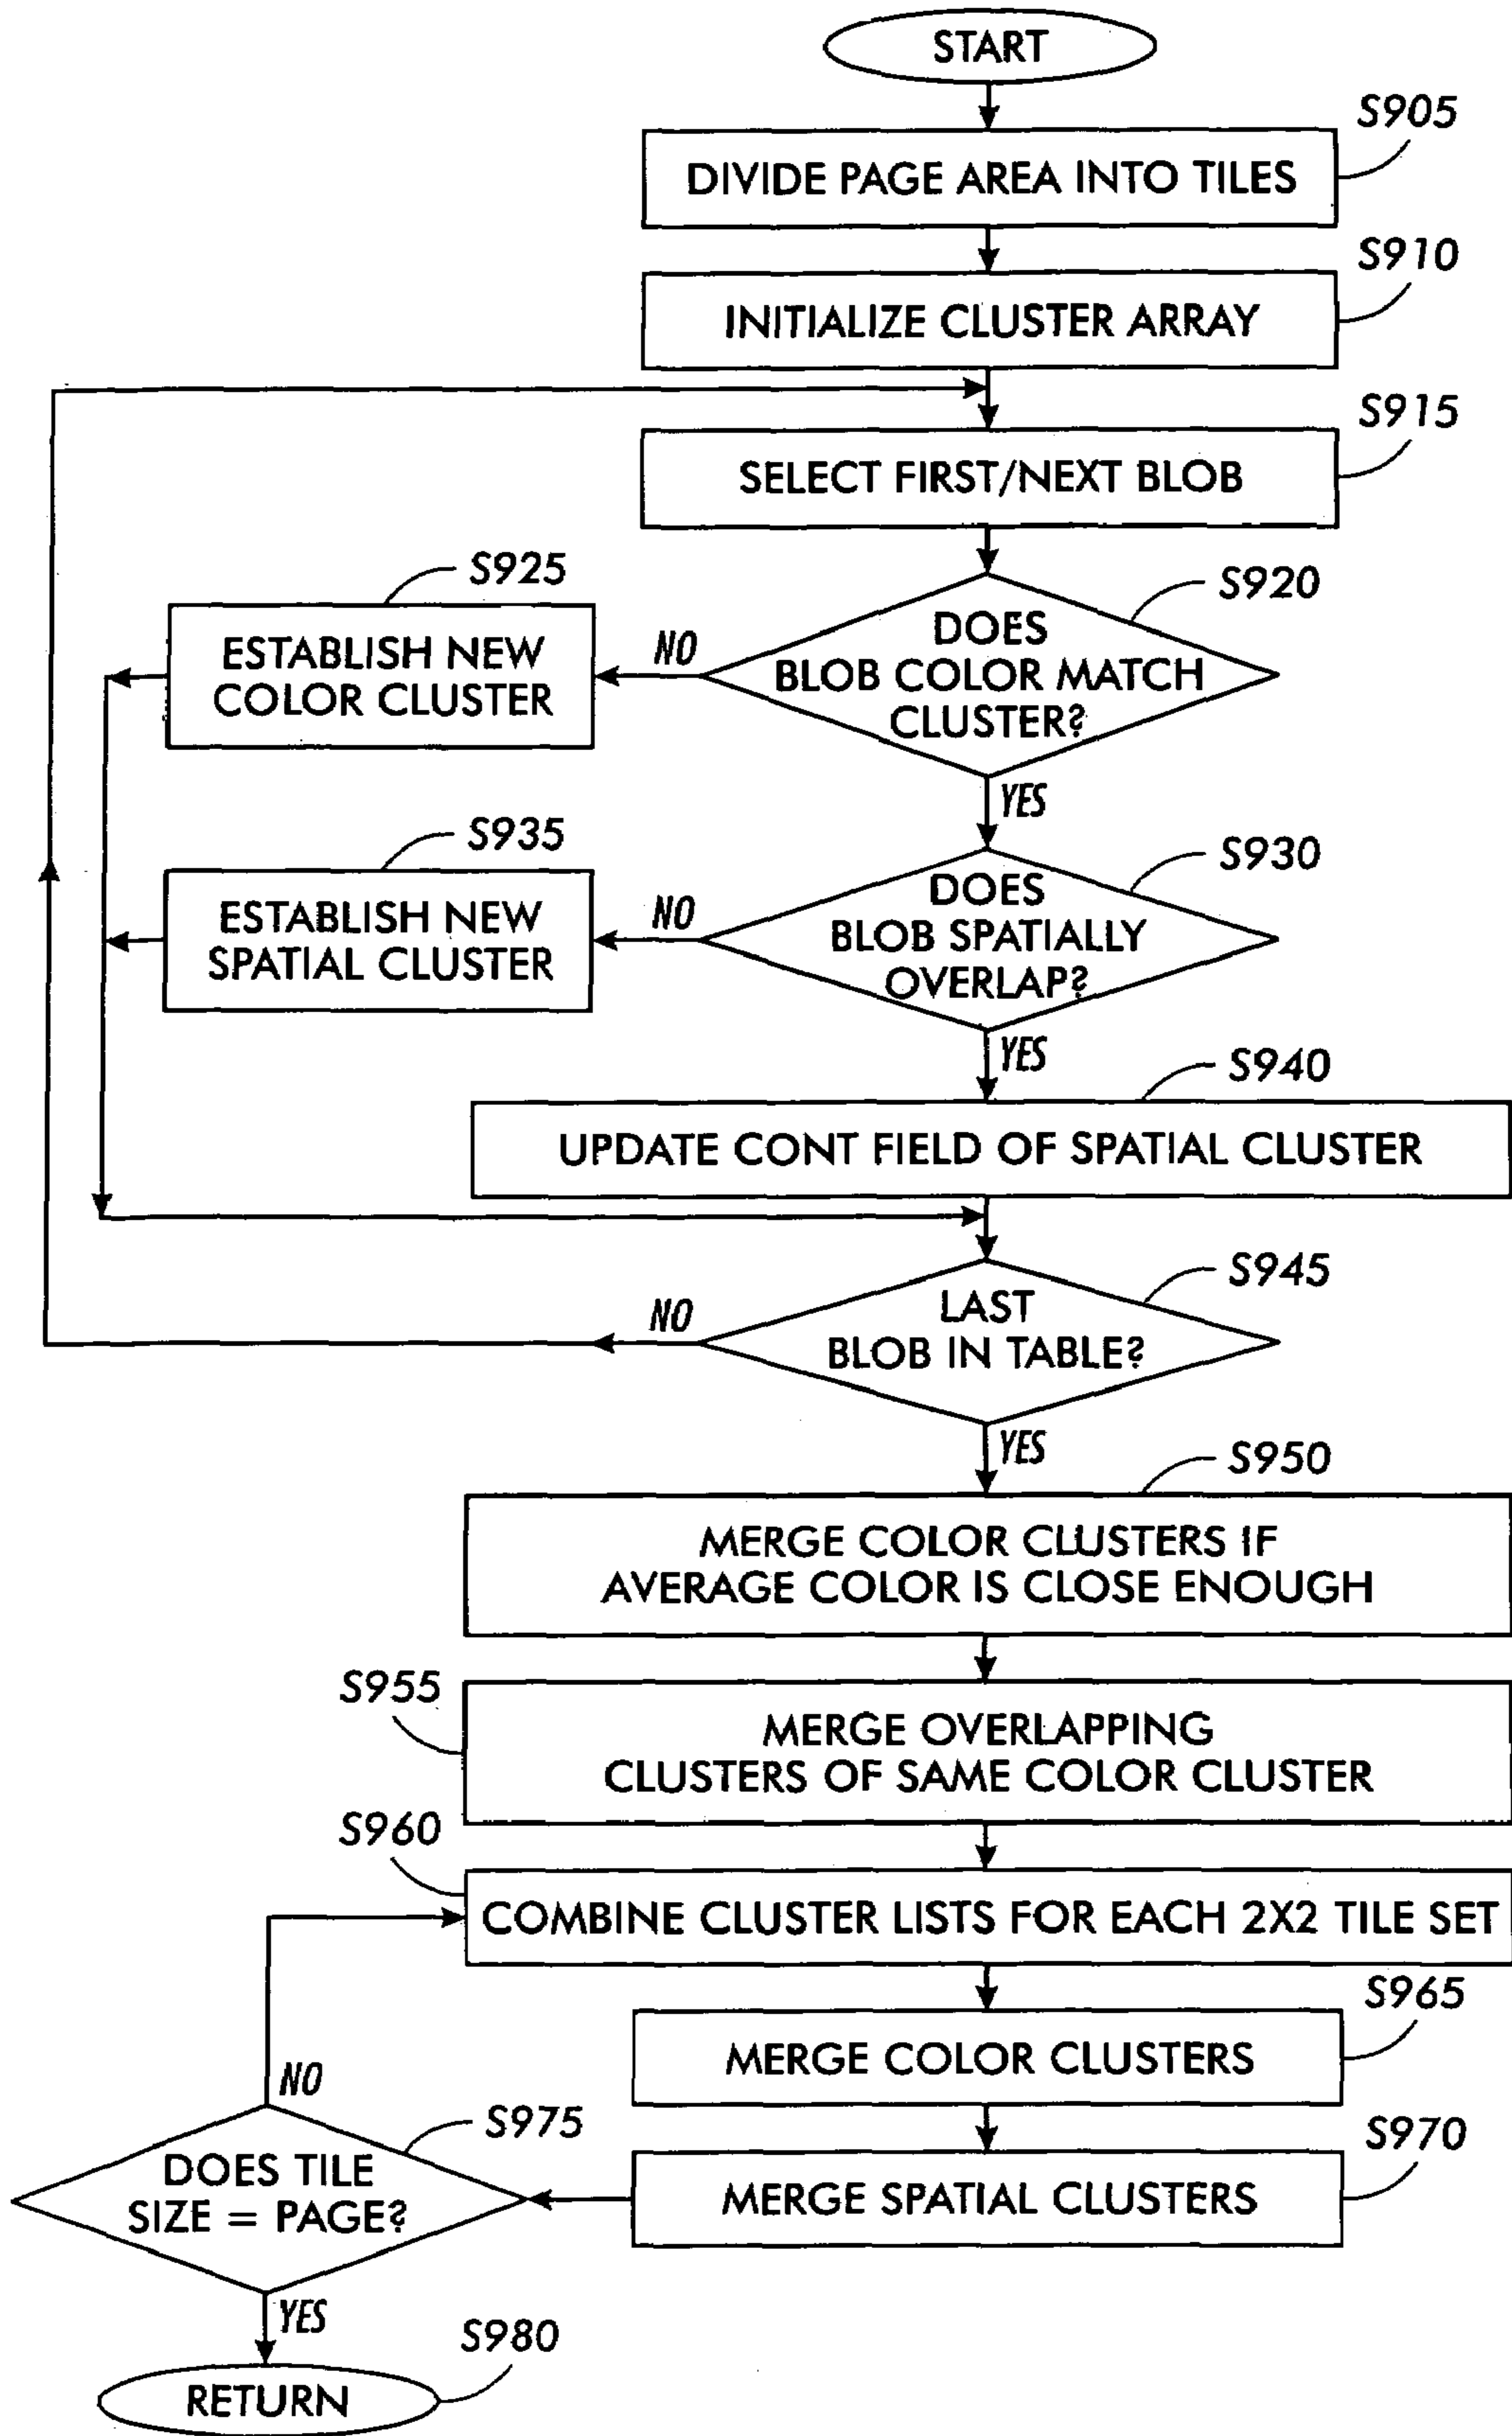 START
S905
DIVIDE PAGE AREA INTO TILES
S910
INITIALIZE CLUSTER ARRAY
S915
SELECT FIRST/NEXT BLOB
S925
ESTABLISH NEW
COLOR CLUSTER
NO
S920
DOES
BLOB COLOR MATCH
CLUSTER?
YES
S935
ESTABLISH NEW
SPATIAL CLUSTER
NO
S930
DOES
BLOB SPATIALLY
OVERLAP?
YES
S940
UPDATE CONT FIELD OF SPATIAL CLUSTER
S945
NO
LAST
BLOB IN TABLE?
YES
S950
MERGE COLOR CLUSTERS IF
AVERAGE COLOR IS CLOSE ENOUGH
S955
MERGE OVERLAPPING
CLUSTERS OF SAME COLOR CLUSTER
S960
COMBINE CLUSTER LISTS FOR EACH 2X2 TILE SET
S965
MERGE COLOR CLUSTERS
S970
MERGE SPATIAL CLUSTERS
NO
S975
DOES TILE
SIZE = PAGE?
YES
S980
RETURN